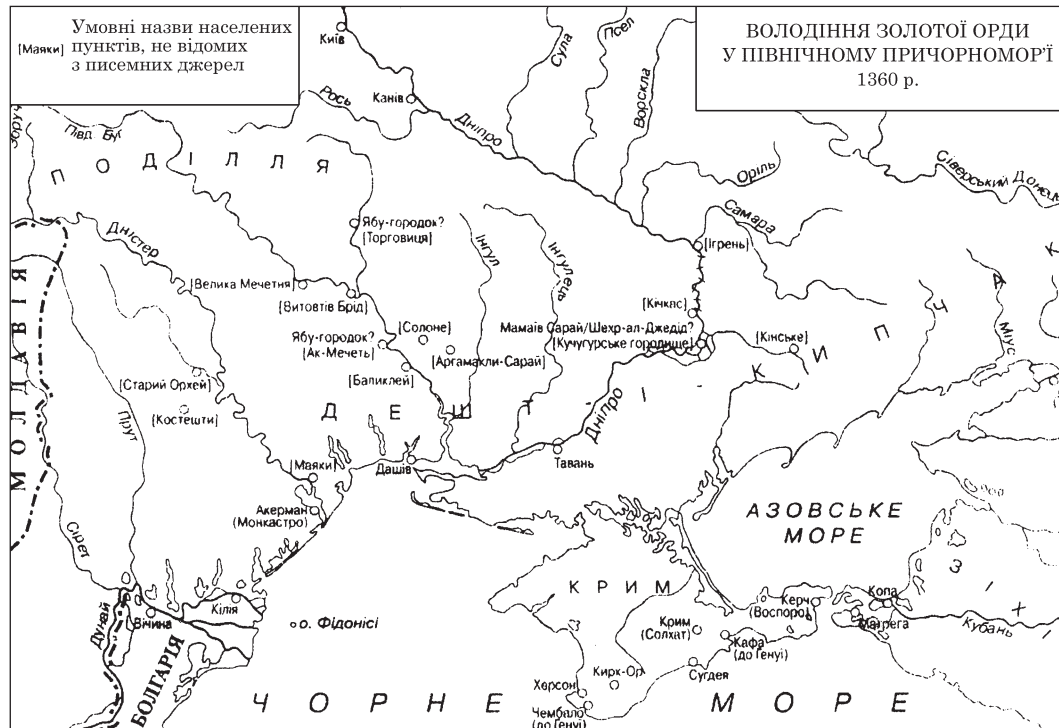 [Маяки] Умовні назви населених
пунктів, не відомих
з писемних джерел
ВОЛОДІННЯ ЗОЛОТОЇ ОРДИ
У ПІВНІЧНОМУ ПРИЧОРНОМОР'Ї
1360 р.
Київ
Сула
Псел
Ворскла
Канів
Рось
Дніпро
Півд. Буг
ПОДІЛЛЯ
Оріль
Сіверський Донець
Самара
Дністер
Ябу-городок?
[Торговиця]
Інгул
Інгулець
[Ігрень]
МОЛДАВІЯ
[Велика Мечетня]
[Витовтів Брід]
[Кічкас]
Міус
Ябу-городок?
[Ак-Мечеть]
[Солоне]
[Аргамакли-Сарай]
Мамаїв Сарай/Шехр-ал-Джедід?
[Кучугурське городище]
[Кінське]
[Баликлей]
[Старий Орхей]
[Костешти]
ДЕШТ-І-КИПЧАК
Дніпро
Прут
[Маяки]
Дашів
Тавань
Акерман
(Монкастро)
АЗОВСЬКЕ
МОРЕ
Сірет
КРИМ
ЗІХІ
Дунай
Вічина
Кілія
о. Фідонісі
Керч
(Воспоро)
Копа
Матрега
Кубань
Крим
(Солхат)
Кафа
(до Генуї)
БОЛГАРІЯ
Кирк-Ор
Сугдея
Херсон
Чембало
(до Генуї)
ЧОРНЕ МОРЕ